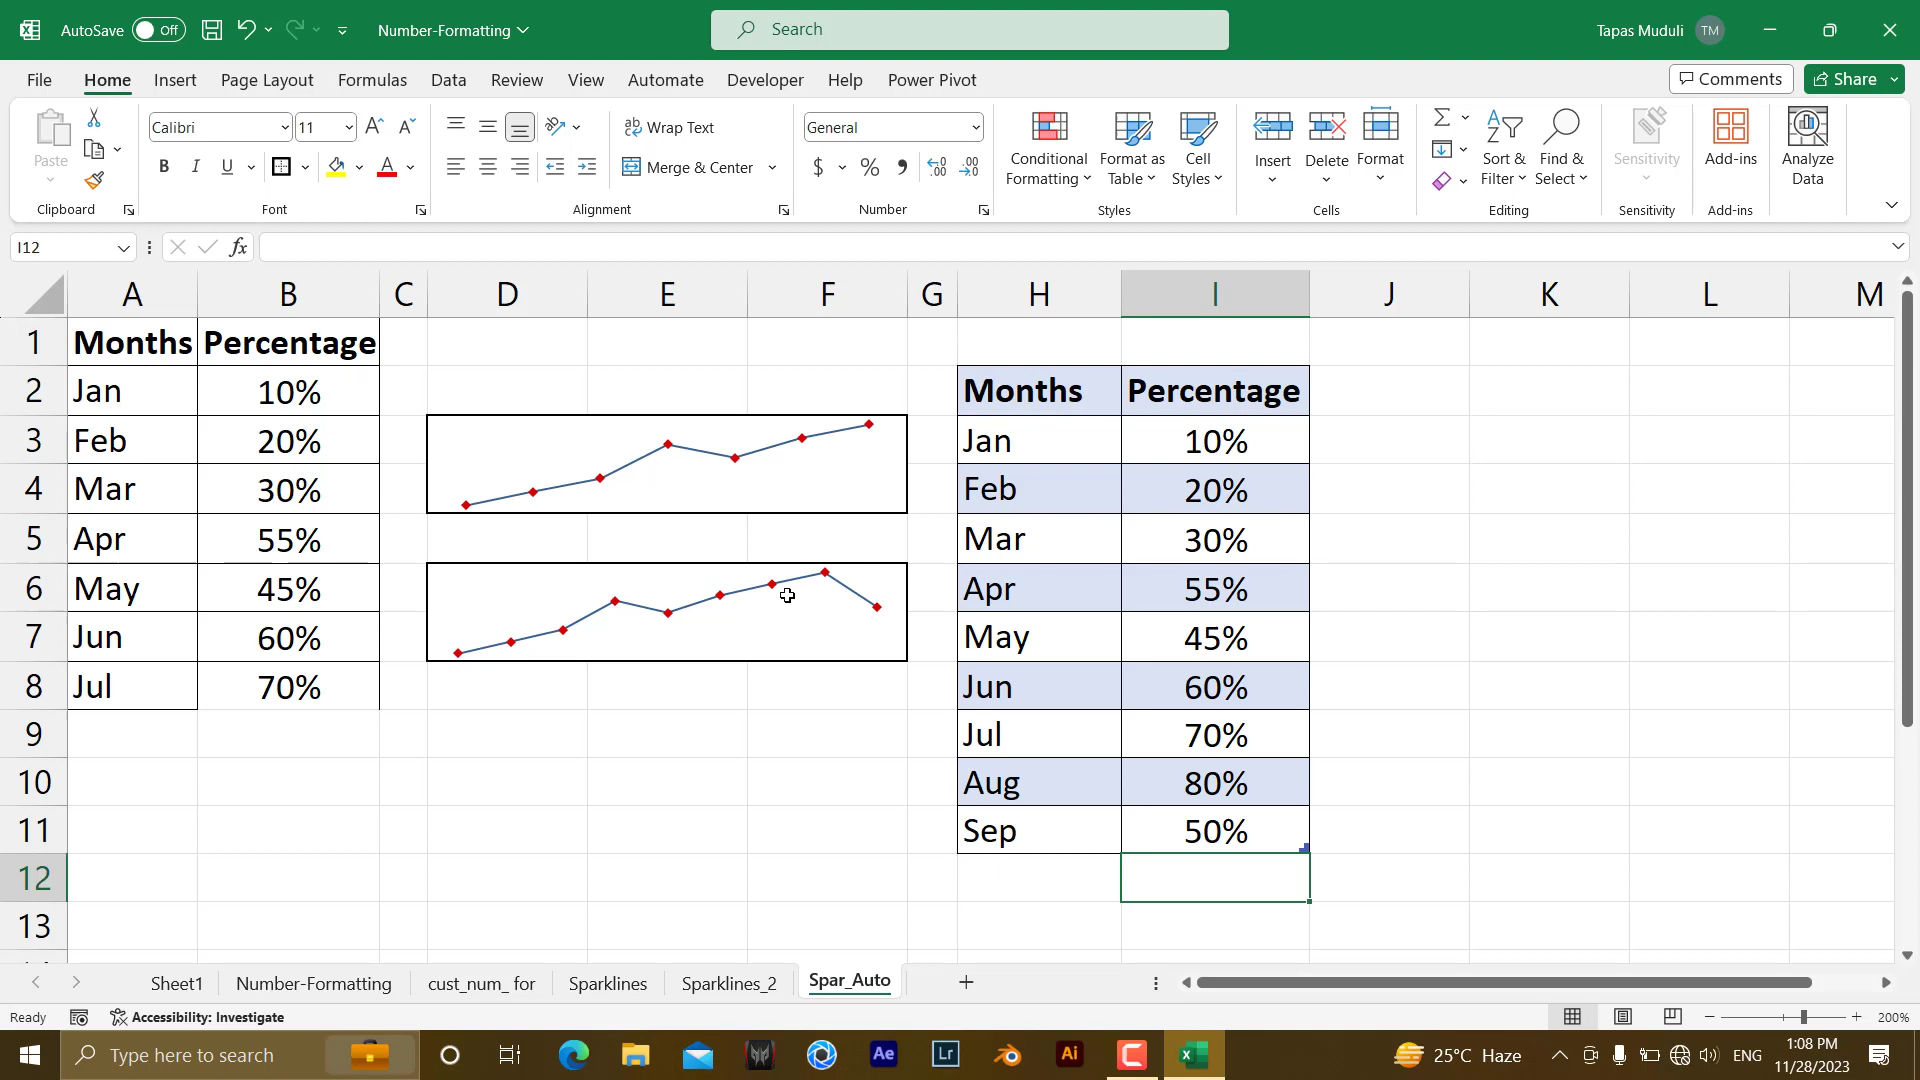 AutoSave Off Number-Formatting Search Tapas Muduli TM
File Home Insert Page Layout Formulas Data Review View Automate Developer Help Power Pivot Comments Share
Paste Calibri 11 Wrap Text General Conditional Formatting Format as Table Cell Styles Insert Delete Format Sort & Filter Find & Select Sensitivity Add-ins Analyze Data
B I U Merge & Center $ %
Clipboard Font Alignment Number Styles Cells Editing Sensitivity Add-ins
I12 fx
A B C D E F G H I J K L M
1 Months Percentage
2 Jan 10% Months Percentage
3 Feb 20% Jan 10%
4 Mar 30% Feb 20%
5 Apr 55% Mar 30%
6 May 45% Apr 55%
7 Jun 60% May 45%
8 Jul 70% Jun 60%
9 Jul 70%
10 Aug 80%
11 Sep 50%
12
13
Sheet1 Number-Formatting cust_num_ for Sparklines Sparklines_2 Spar_Auto
Ready Accessibility: Investigate 200%
Type here to search Ae Lr Ai 25°C Haze ENG 1:08 PM
11/28/2023